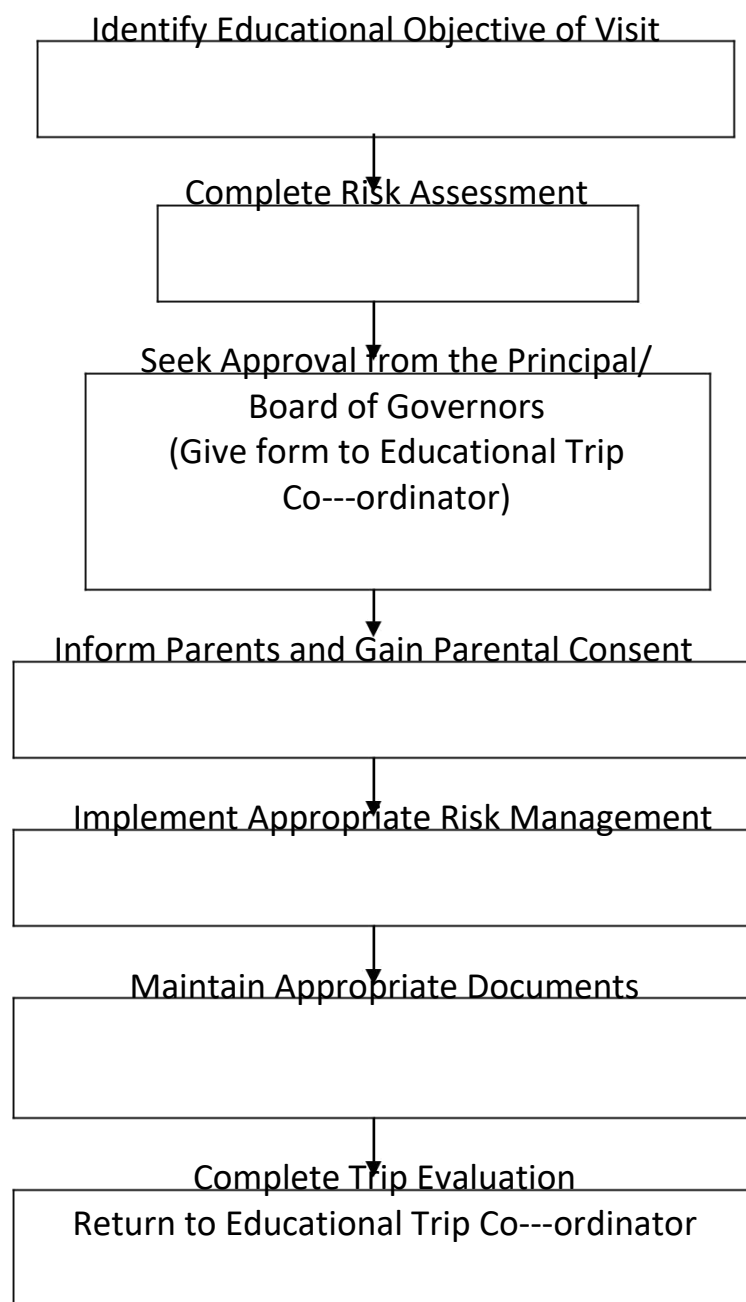 Identify Educational Objective of Visit
Complete Risk Assessment
Seek Approval from the Principal/
Board of Governors
(Give form to Educational Trip
Co---ordinator)
Inform Parents and Gain Parental Consent
Implement Appropriate Risk Management
Maintain Appropriate Documents
Complete Trip Evaluation
Return to Educational Trip Co---ordinator